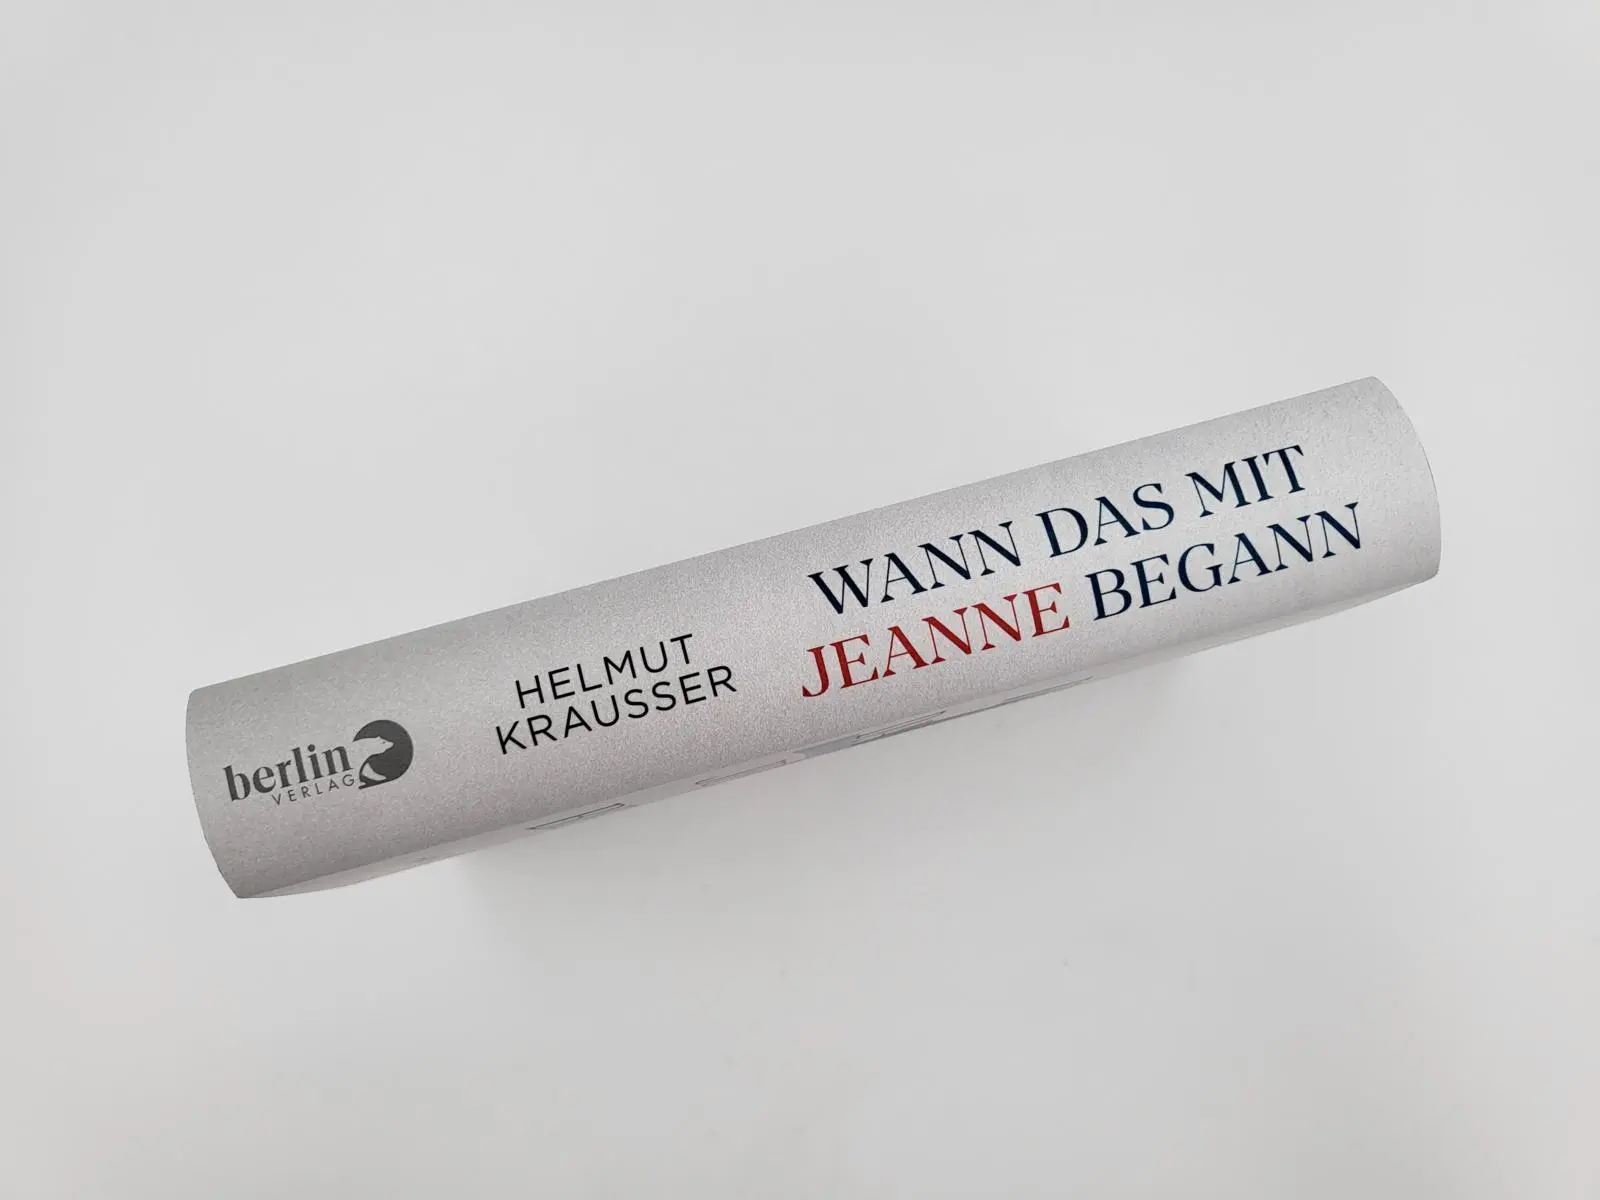 berlin
VERLAG
HELMUT
KRAUSSER
WANN DAS MIT
JEANNE BEGANN